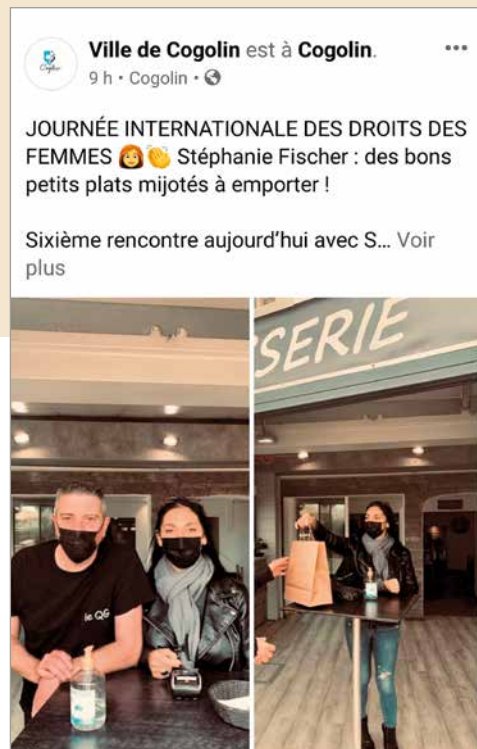 Ville de Cogolin est à Cogolin.
9 h • Cogolin •
JOURNÉE INTERNATIONALE DES DROITS DES
FEMMES 👩👏 Stéphanie Fischer : des bons
petits plats mijotés à emporter !
Sixième rencontre aujourd'hui avec S... Voir
plus
SSERIE
le QG